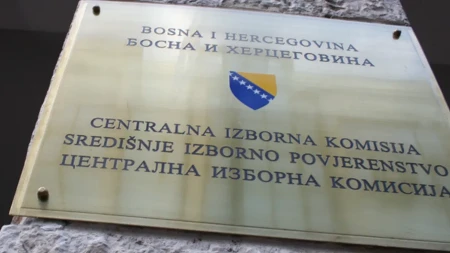 BOSNA I HERCEGOVINA
БОСНА И ХЕРЦЕГОВИНА
CENTRALNA IZBORNA KOMISIJA
SREDIŠNJE IZBORNO POVJERENSTVO
ЦЕНТРАЛНА ИЗБОРНА КОМИСИЈА